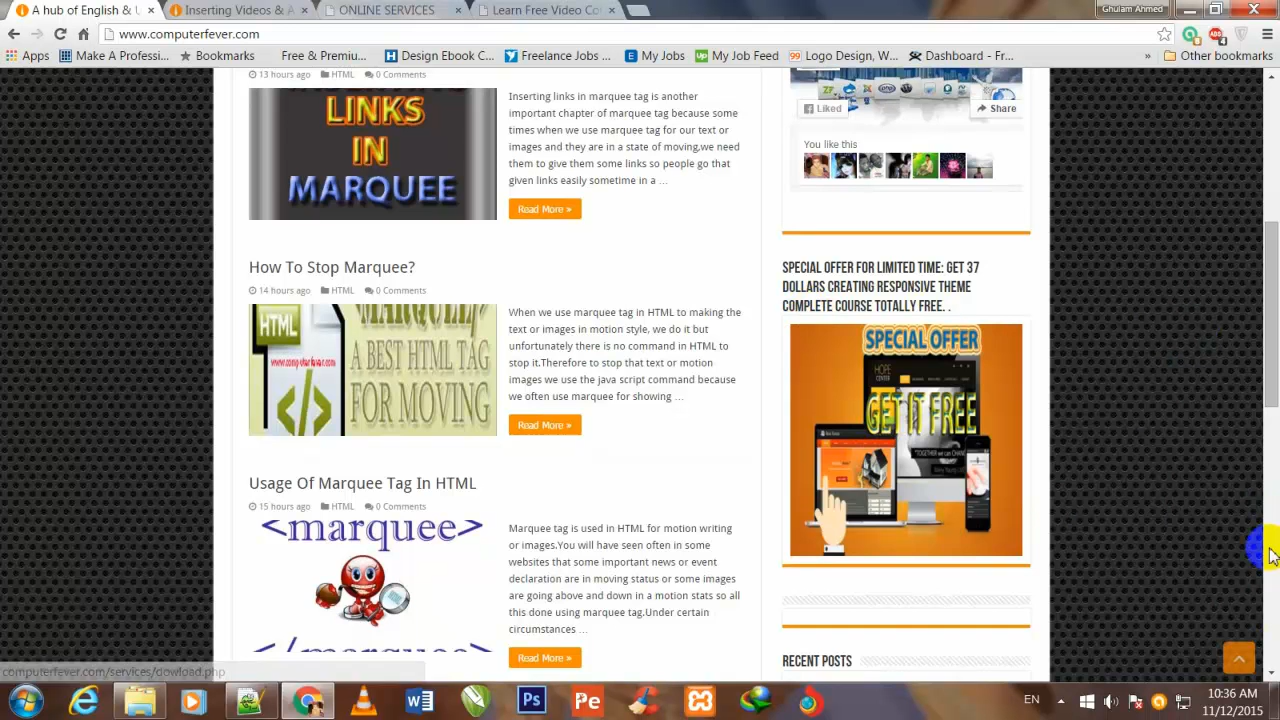 A hub of English & U
Inserting Videos & A
ONLINE SERVICES
Learn Free Video Co
Ghulam Ahmed
www.computerfever.com
Apps
Make A Professi...
Bookmarks
Free & Premiu...
Design Ebook C...
Freelance Jobs ...
My Jobs
My Job Feed
Logo Design, W...
Dashboard - Fr...
»
Other bookmarks
13 hours ago HTML 0 Comments
LINKS
IN
MARQUEE
Inserting links in marquee tag is another
important chapter of marquee tag because some
times when we use marquee tag for our text or
images and they are in a state of moving,we need
them to give them some links so people go that
given links easily sometime in a ...
Read More »
How To Stop Marquee?
14 hours ago HTML 0 Comments
HTML
www.computerfever.com
MARQUEE
A BEST HTML TAG
FOR MOVING
When we use marquee tag in HTML to making the
text or images in motion style, we do it but
unfortunately there is no command in HTML to
stop it.Therefore to stop that text or motion
images we use the java script command because
we often use marquee for showing ...
Read More »
Usage Of Marquee Tag In HTML
15 hours ago HTML 0 Comments
<marquee>
</marquee>
Marquee tag is used in HTML for motion writing
or images.You will have seen often in some
websites that some important news or event
declaration are in moving status or some images
are going above and down in a motion stats so all
this done using marquee tag.Under certain
circumstances ...
Read More »
Liked
Share
You like this
SPECIAL OFFER FOR LIMITED TIME: GET 37
DOLLARS CREATING RESPONSIVE THEME
COMPLETE COURSE TOTALLY FREE. .
SPECIAL OFFER
HOPE
CENTER
GET IT FREE
RECENT POSTS
computerfever.com/services/dowload.php
EN
10:36 AM
11/12/2015